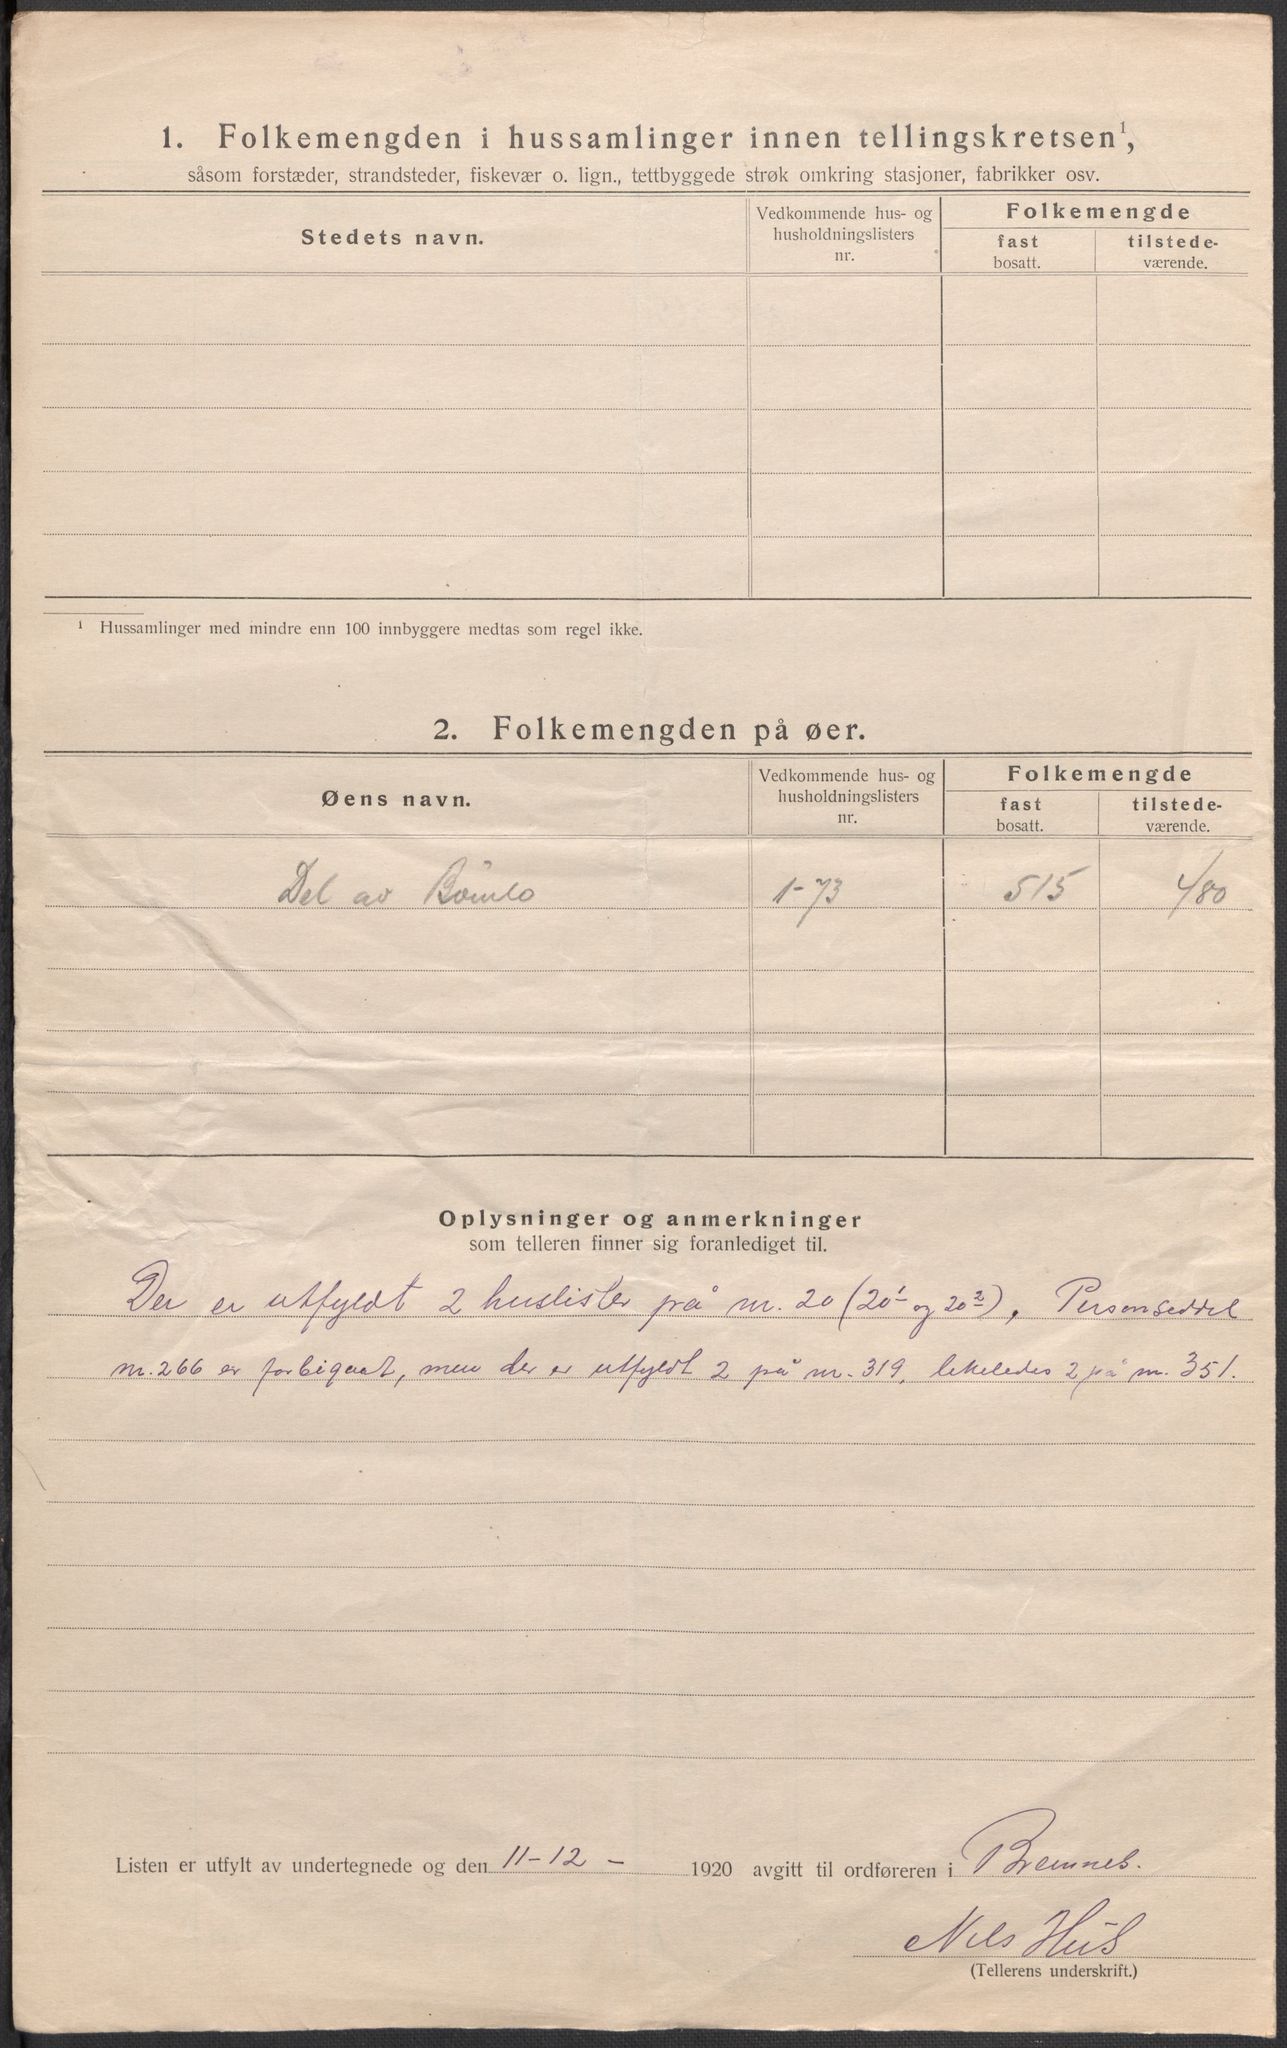 1. Folkemengden i hussamlinger innen tellingskretsen¹,
såsom forstæder, strandsteder, fiskevær o. lign., tettbyggede strøk omkring stasjoner, fabrikker osv.
Stedets navn.
Vedkommende hus- og
husholdningslisters
nr.
Folkemengde
fast
bosatt.
tilstede-
værende.
¹ Hussamlinger med mindre enn 100 innbyggere medtas som regel ikke.
2. Folkemengden på øer.
Øens navn.
Vedkommende hus- og
husholdningslisters
nr.
Folkemengde
fast
bosatt.
tilstede-
værende.
Del av Bömlo 1-73 515 480
Oplysninger og anmerkninger
som telleren finner sig foranlediget til.
Der er utfyldt 2 huslister på nr. 20 (20¹ og 20²), Personseddel
nr. 266 er forbigaat, men der er utfyldt 2 på nr. 319, likeledes 2 på nr. 351.
Listen er utfylt av undertegnede og den 11-12 - 1920 avgitt til ordføreren i Bremnes.
Nils Hus
(Tellerens underskrift.)